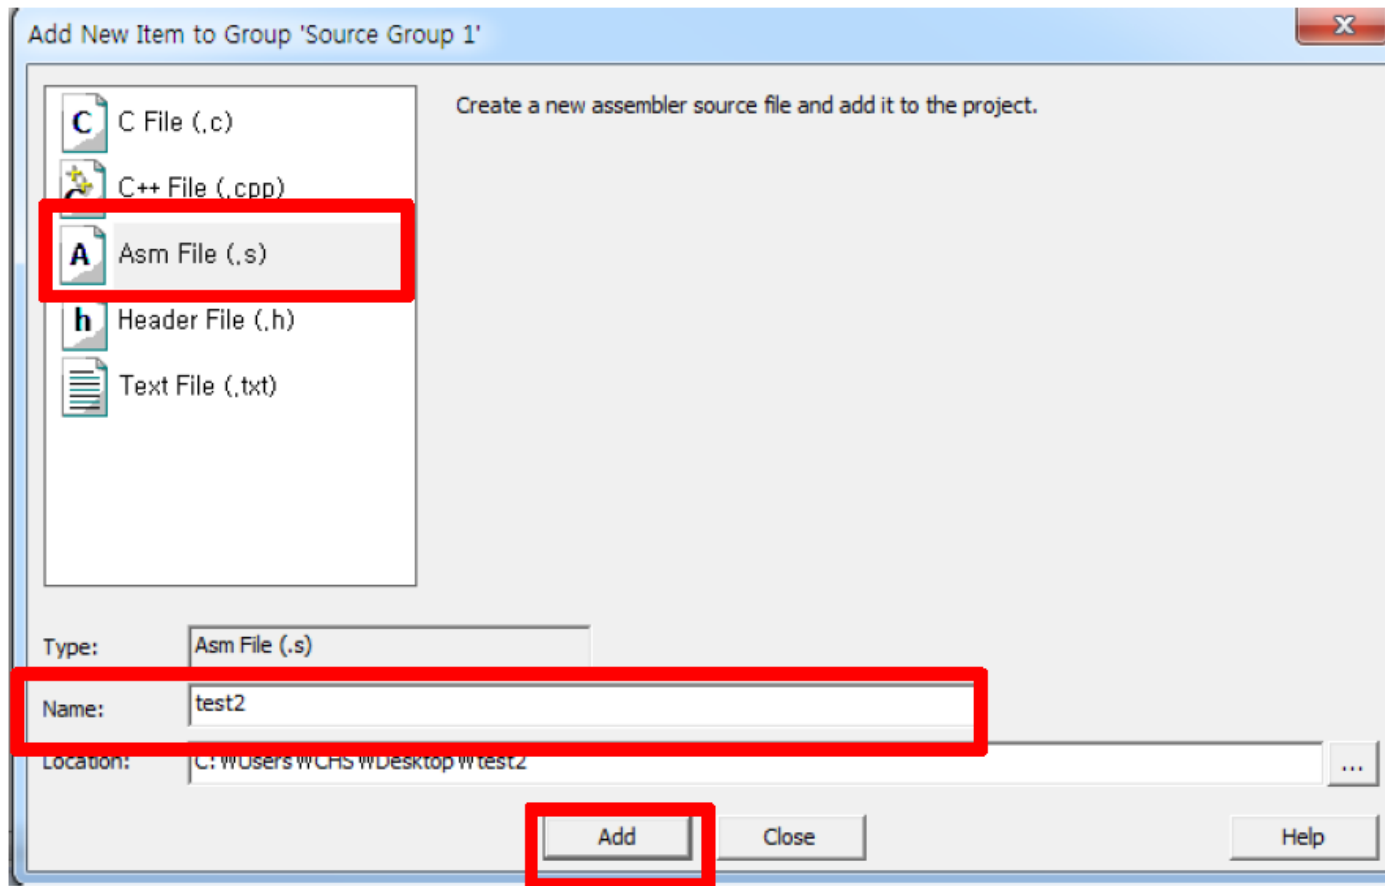 Add New Item to Group 'Source Group 1'
Create a new assembler source file and add it to the project.
C File (.c)
C++ File (.cpp)
Asm File (.s)
Header File (.h)
Text File (.txt)
Type: Asm File (.s)
Name: test2
Location: C:₩Users₩CHS₩Desktop₩test2 ...
Add Close Help